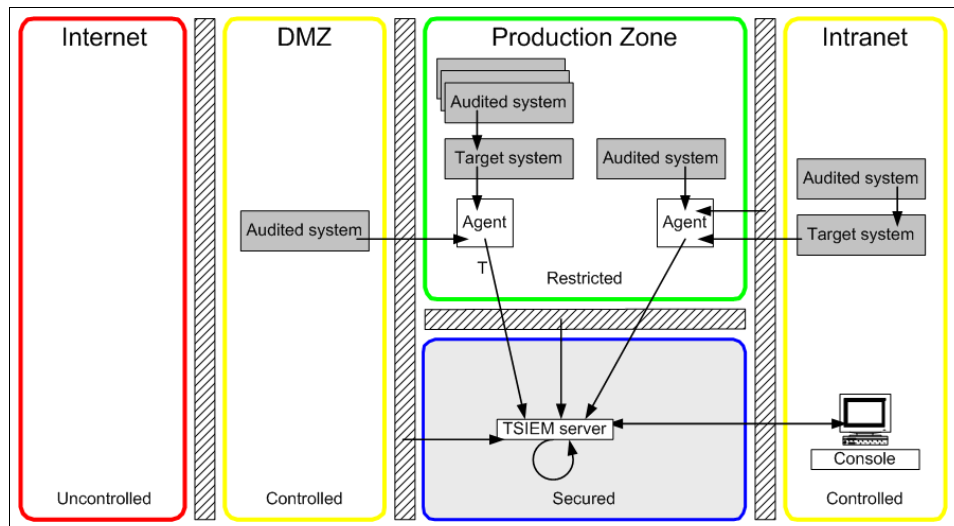 Internet
DMZ
Production Zone
Intranet
Audited system
Target system
Audited system
Audited system
Audited system
Agent
Agent
Target system
T
Restricted
TSIEM server
Console
Uncontrolled
Controlled
Secured
Controlled